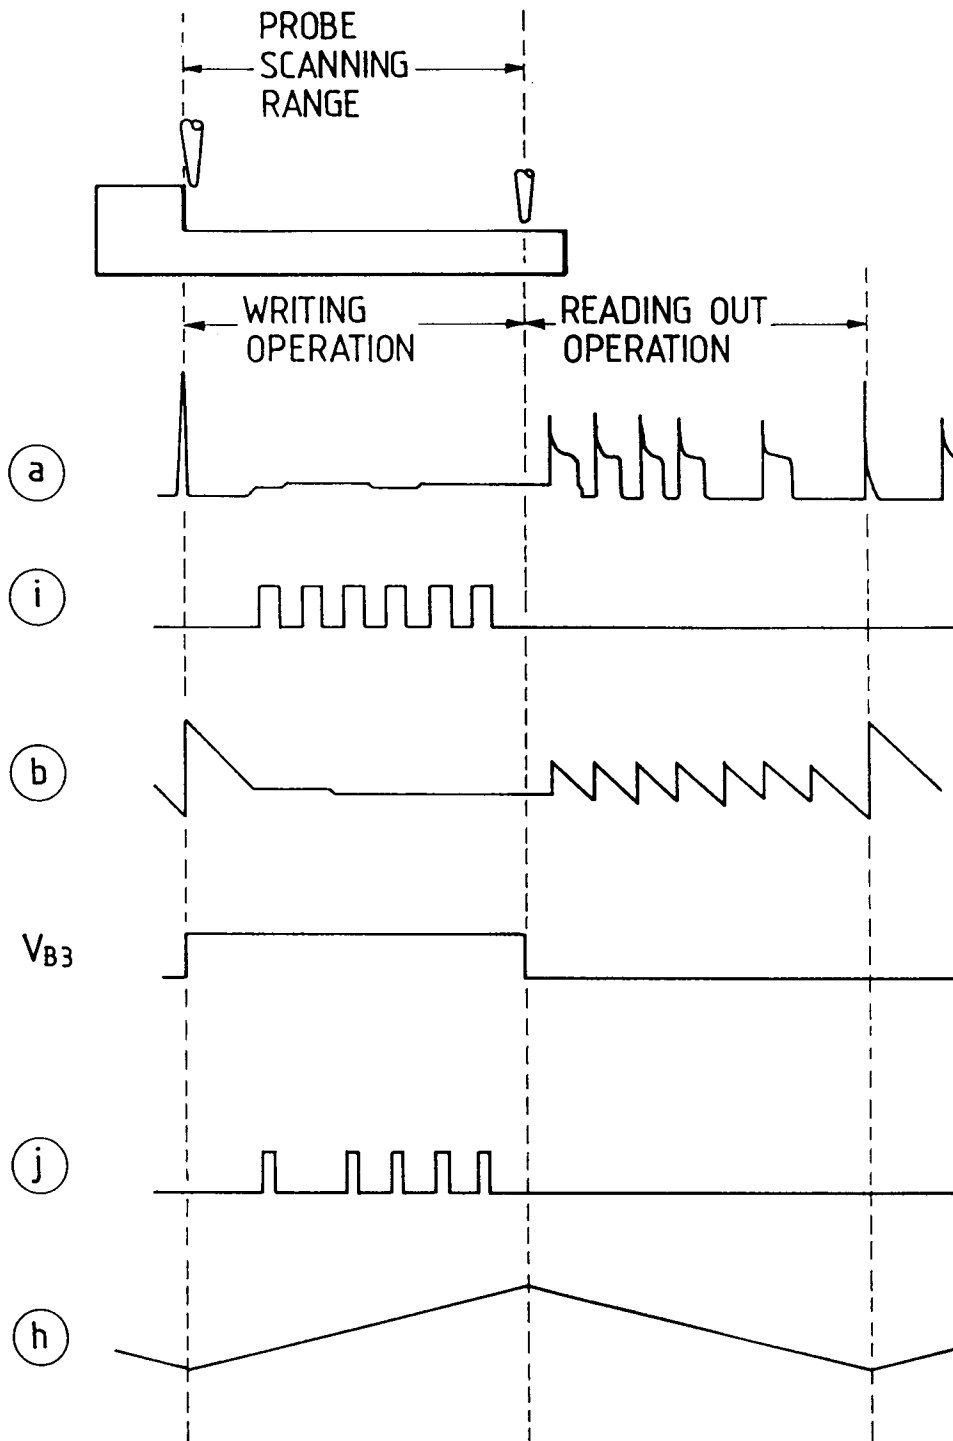 PROBE
SCANNING
RANGE
WRITING
OPERATION
READING OUT
OPERATION
a
i
b
VB3
j
h